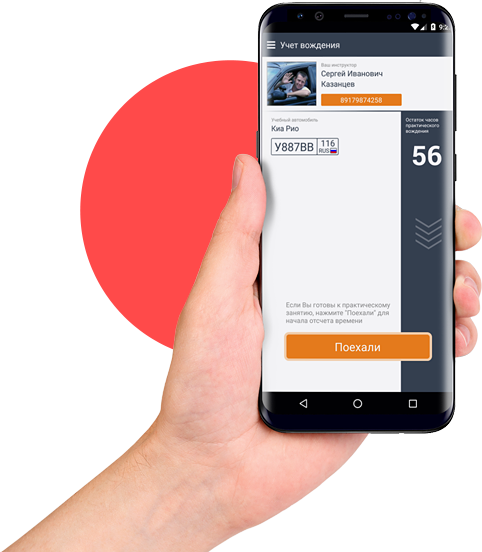 9:2
Учет вождения
Ваш инструктор
Сергей Иванович
Казанцев
89179874258
Учебный автомобиль
Киа Рио
У887ВВ 116
RUS
Остаток часов
практического
вождения
56
Если Вы готовы к практическому
занятию, нажмите "Поехали" для
начала отсчета времени
Поехали